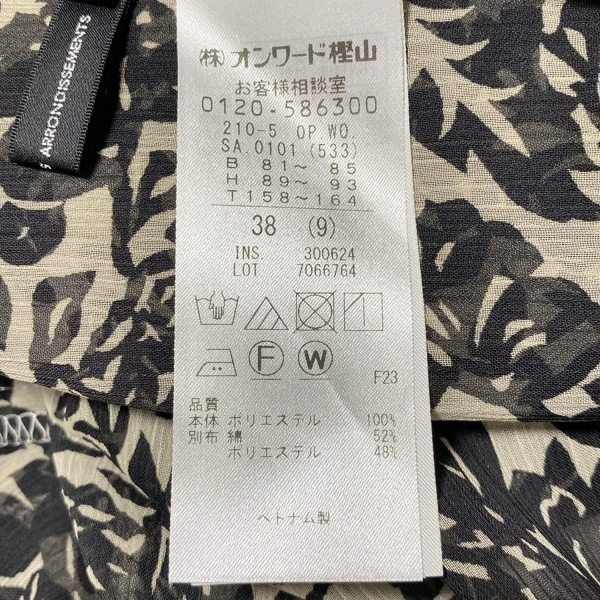 ARRONDISSEMENTS
㈱オンワード樫山
お客様相談室
0120-586300
210-5 OP WO.
SA.0101 (533)
B 81～ 85
H 89～ 93
T158～164
38 (9)
INS. 300624
LOT 7066764
F W
F23
品質
本体 ポリエステル 100%
別布 綿 52%
ポリエステル 48%
ベトナム製